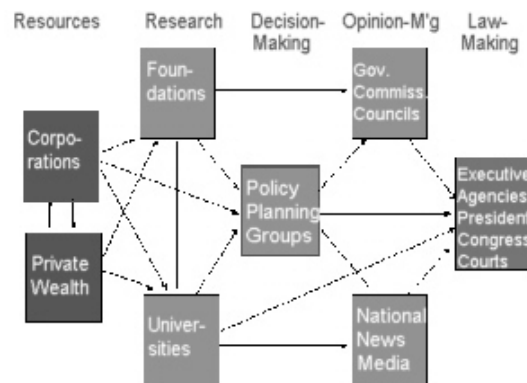 Resources
Research
Decision-
Making
Opinion-M'g
Law-
Making
Foun-
dations
Gov.
Commiss.
Councils
Corpo-
rations
Policy
Planning
Groups
Executive
Agencies
President
Congress
Courts
Private
Wealth
Univer-
sities
National
News
Media